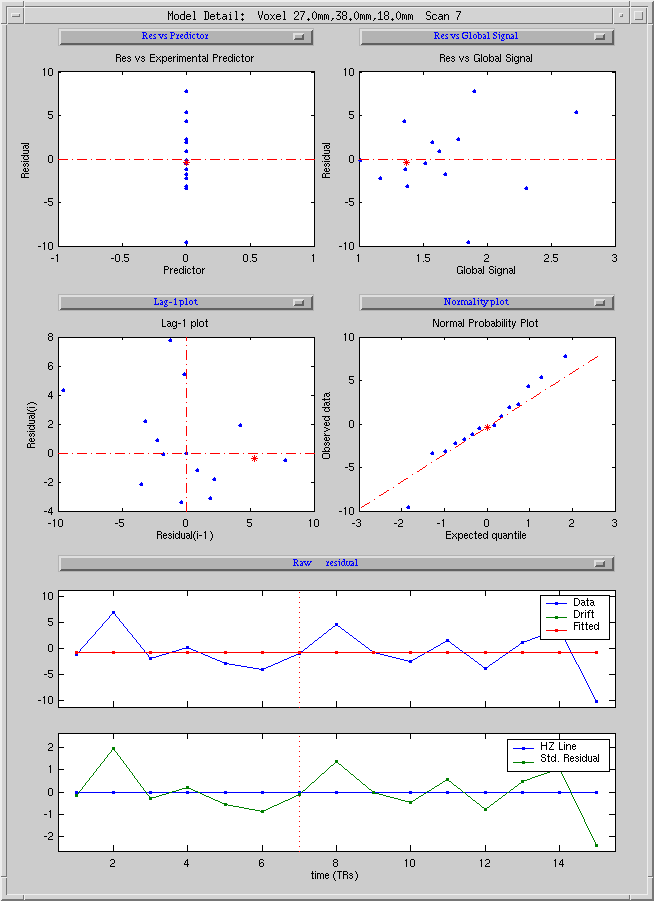 Model Detail: Voxel 27.0mm,38.0mm,18.0mm Scan 7
Res vs Predictor
Res vs Global Signal
Res vs Experimental Predictor
Res vs Global Signal
10
5
0
-5
-10
Residual
-1 -0.5 0 0.5 1
Predictor
10
5
0
-5
-10
Residual
1 1.5 2 2.5 3
Global Signal
Lag-1 plot
Normality plot
Lag-1 plot
Normal Probability Plot
8
6
4
2
0
-2
-4
Residual(i)
-10 -5 0 5 10
Residual(i-1)
10
5
0
-5
-10
Observed data
-3 -2 -1 0 1 2 3
Expected quantile
Raw residual
10
5
0
-5
-10
Data
Drift
Fitted
2
1
0
-1
-2
HZ Line
Std. Residual
2 4 6 8 10 12 14
time (TRs)